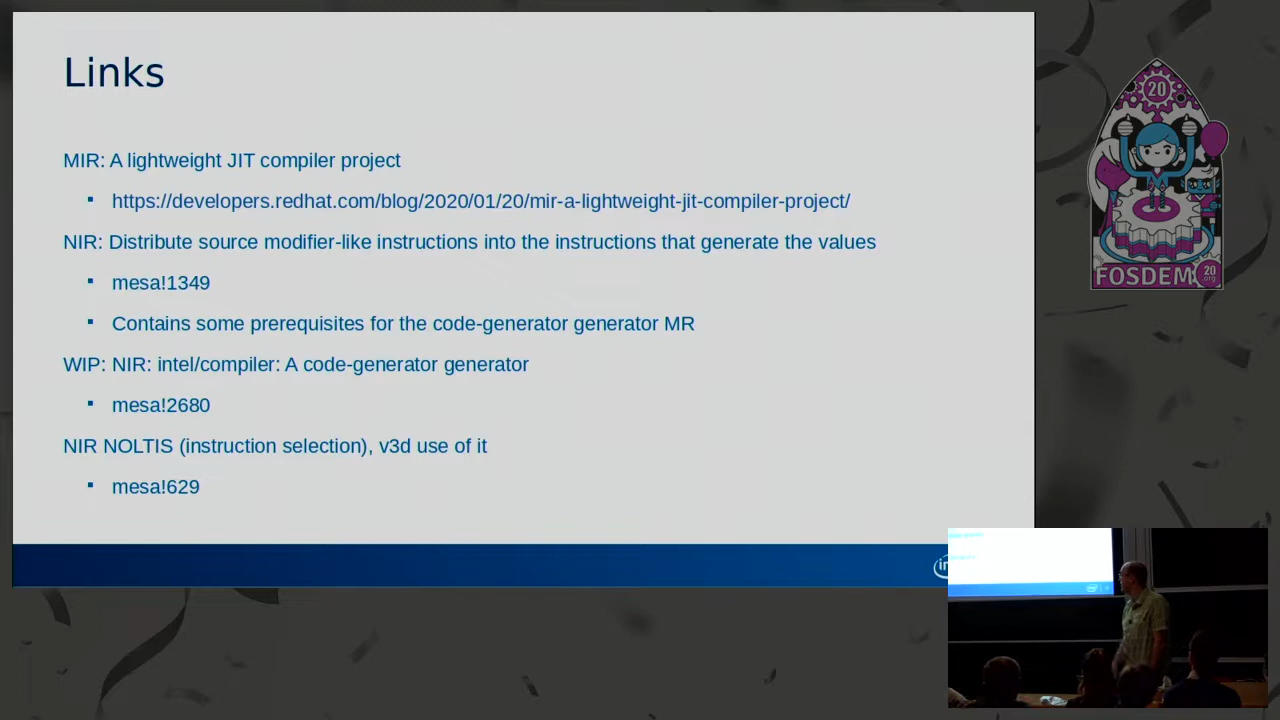 Links
MIR: A lightweight JIT compiler project
https://developers.redhat.com/blog/2020/01/20/mir-a-lightweight-jit-compiler-project/
NIR: Distribute source modifier-like instructions into the instructions that generate the values
mesa!1349
Contains some prerequisites for the code-generator generator MR
WIP: NIR: intel/compiler: A code-generator generator
mesa!2680
NIR NOLTIS (instruction selection), v3d use of it
mesa!629
20
FOSDEM
20
.org